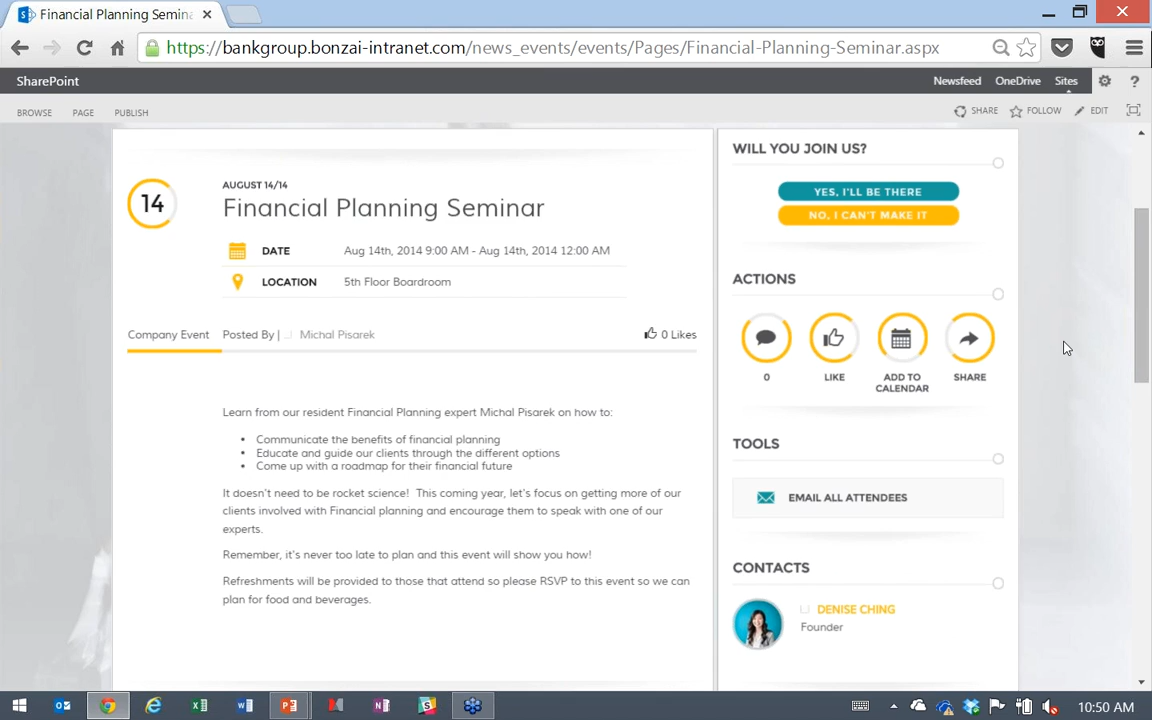 Financial Planning Semina
https://bankgroup.bonzai-intranet.com/news_events/events/Pages/Financial-Planning-Seminar.aspx
SharePoint
Newsfeed OneDrive Sites ?
BROWSE PAGE PUBLISH
SHARE FOLLOW EDIT
14
AUGUST 14/14
Financial Planning Seminar
DATE Aug 14th, 2014 9:00 AM - Aug 14th, 2014 12:00 AM
LOCATION 5th Floor Boardroom
Company Event Posted By | Michal Pisarek 0 Likes
Learn from our resident Financial Planning expert Michal Pisarek on how to:
• Communicate the benefits of financial planning
• Educate and guide our clients through the different options
• Come up with a roadmap for their financial future
It doesn't need to be rocket science! This coming year, let's focus on getting more of our
clients involved with Financial planning and encourage them to speak with one of our
experts.
Remember, it's never too late to plan and this event will show you how!
Refreshments will be provided to those that attend so please RSVP to this event so we can
plan for food and beverages.
WILL YOU JOIN US?
YES, I'LL BE THERE
NO, I CAN'T MAKE IT
ACTIONS
0 LIKE ADD TO CALENDAR SHARE
TOOLS
EMAIL ALL ATTENDEES
CONTACTS
DENISE CHING
Founder
10:50 AM